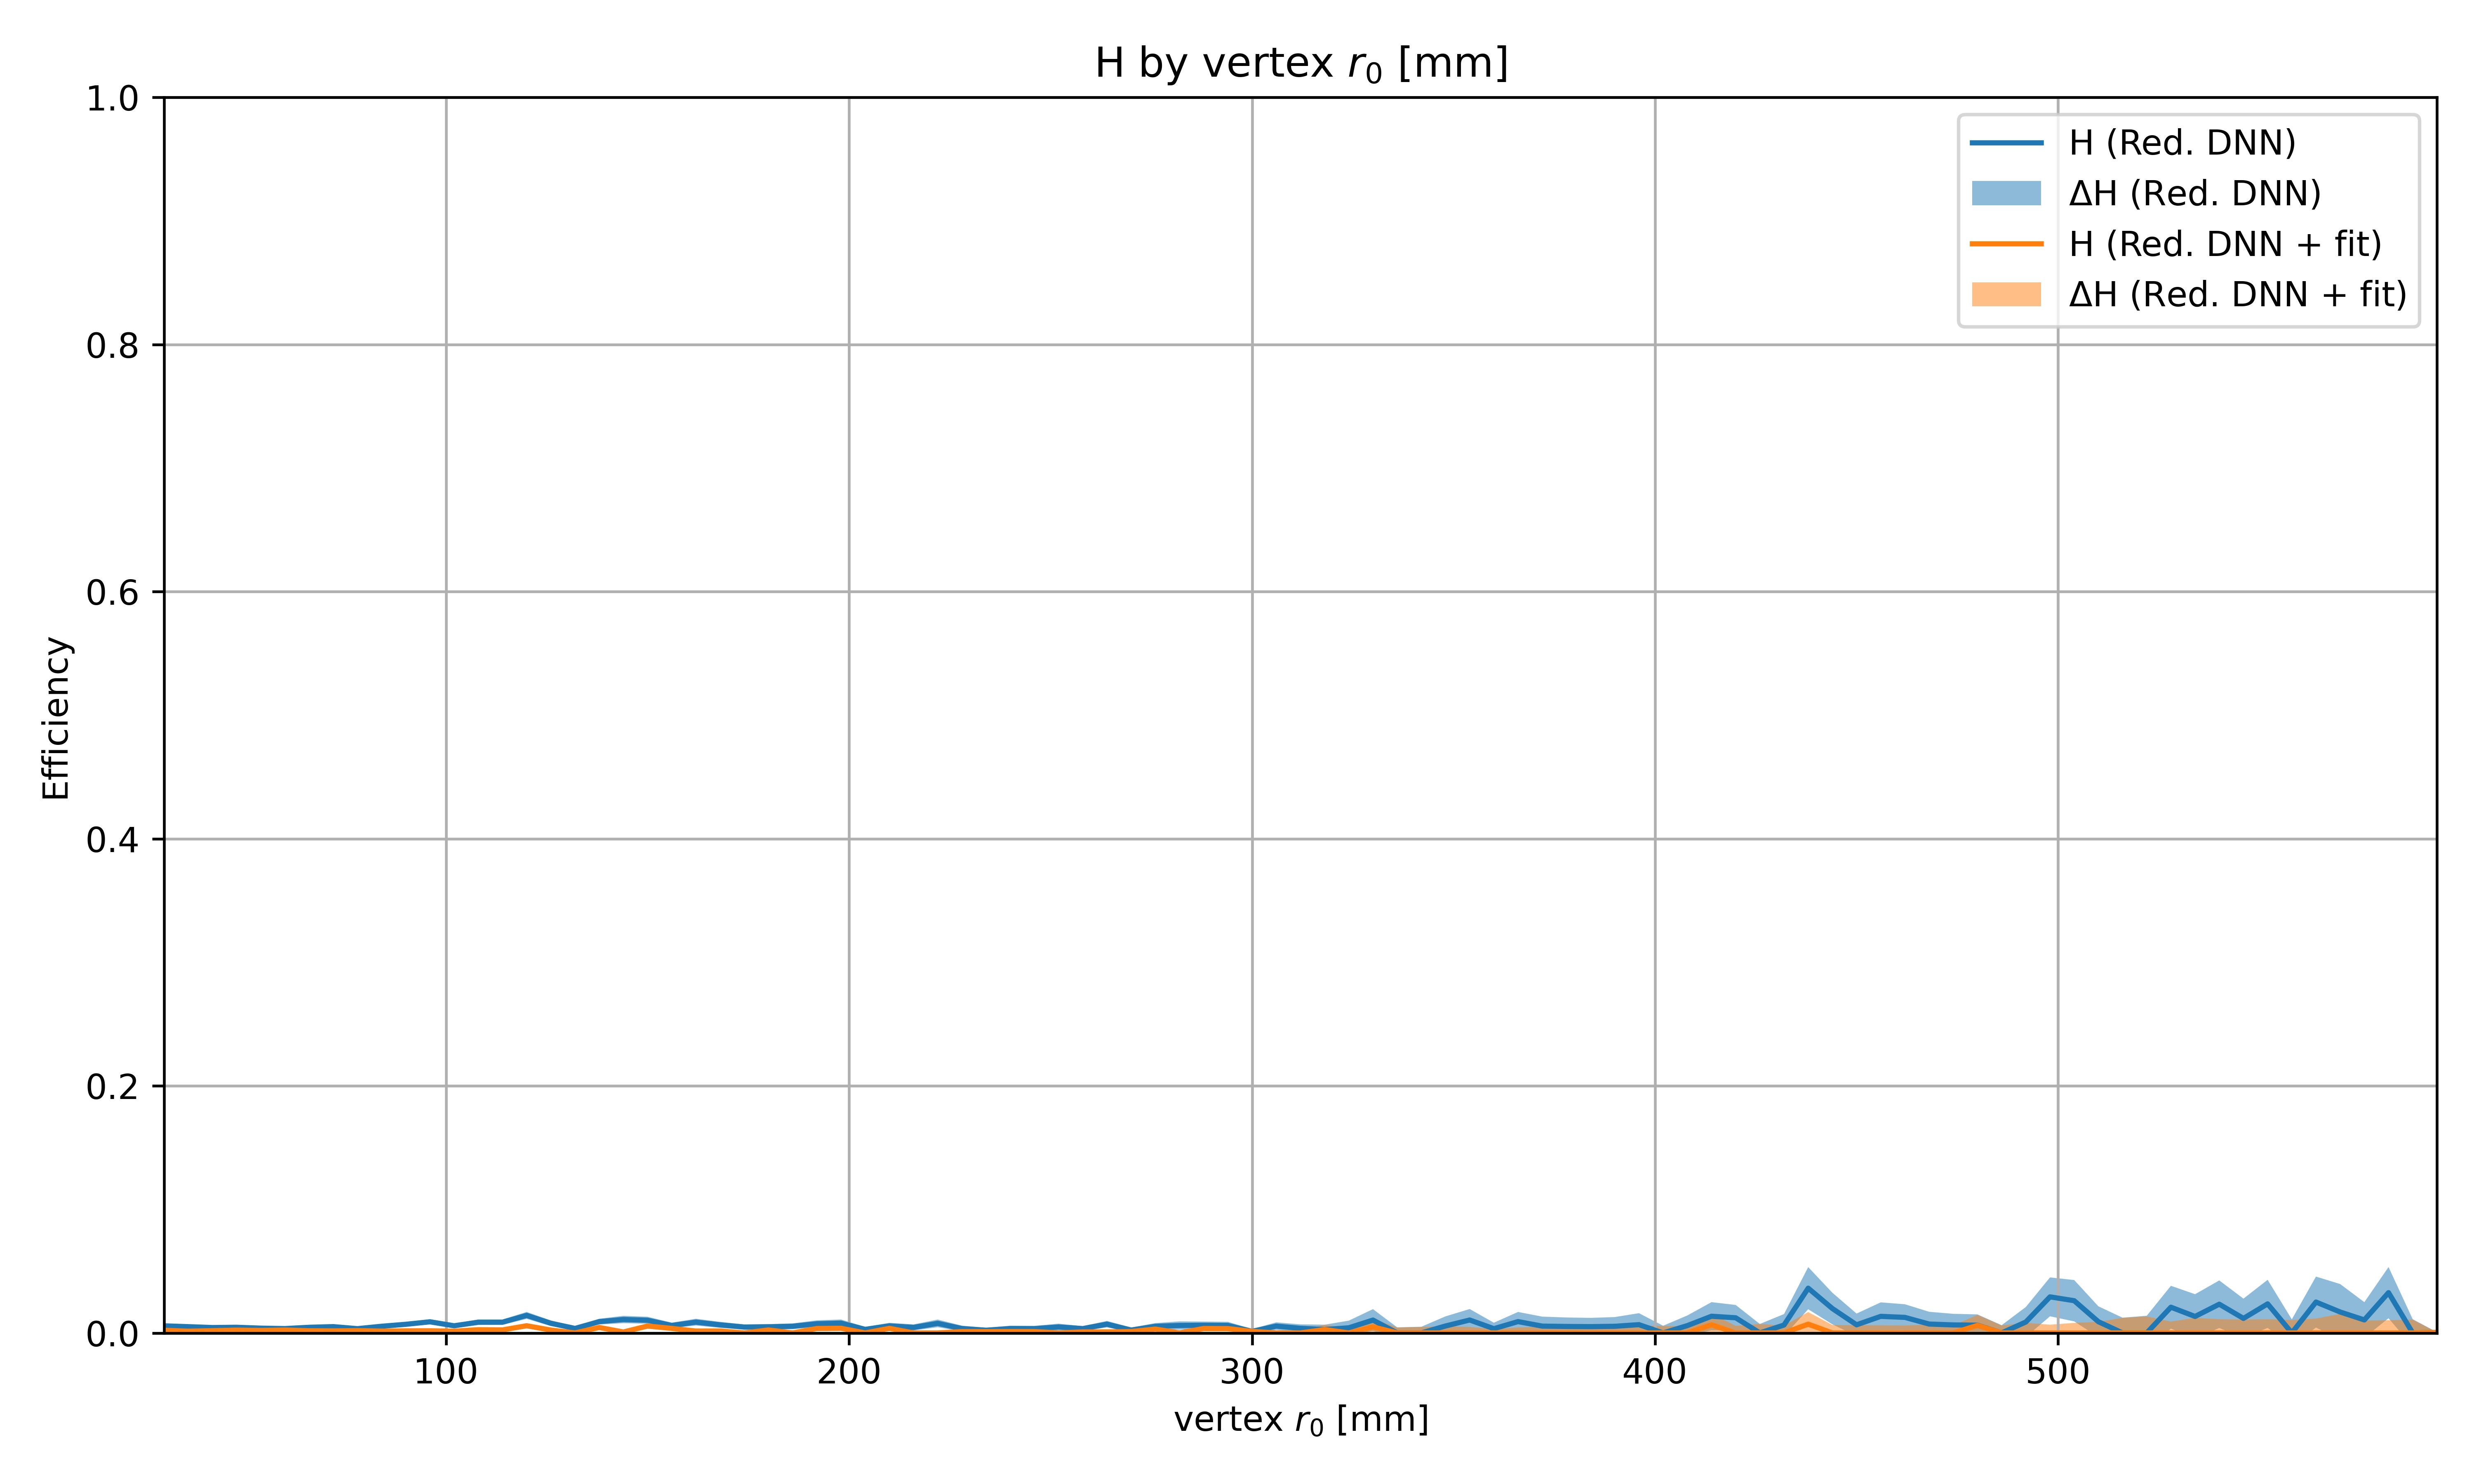 H by vertex r₀ [mm]
1.0
0.8
0.6
0.4
0.2
0.0
Efficiency
H (Red. DNN)
ΔH (Red. DNN)
H (Red. DNN + fit)
ΔH (Red. DNN + fit)
100 200 300 400 500
vertex r₀ [mm]